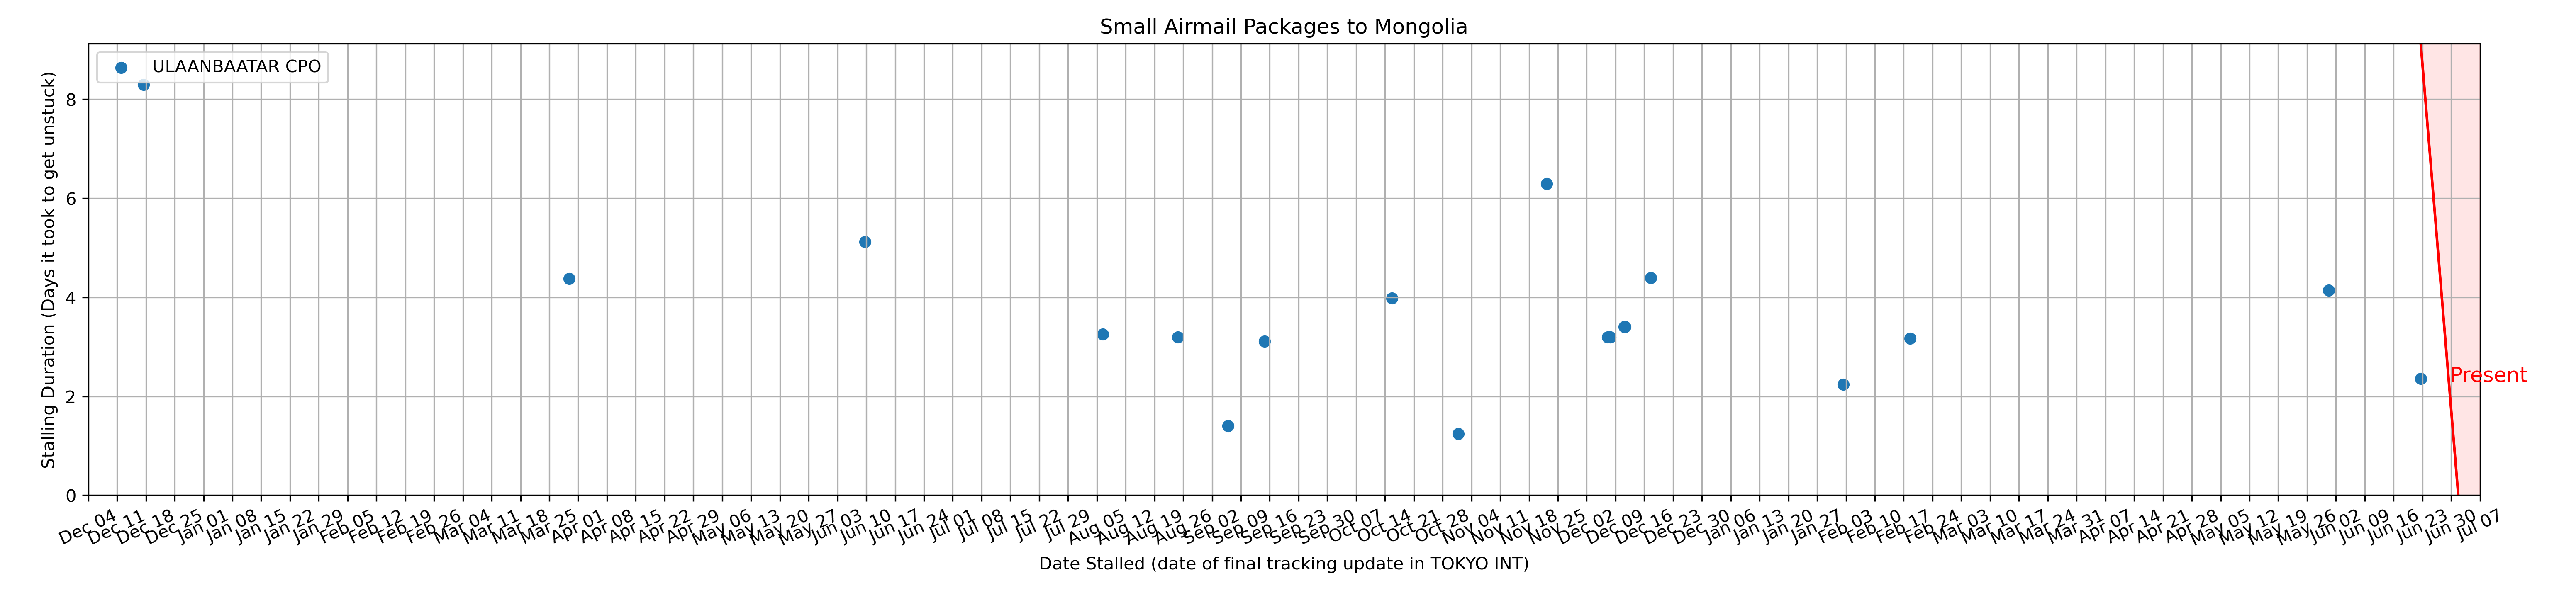 Small Airmail Packages to Mongolia
ULAANBAATAR CPO
Stalling Duration (Days it took to get unstuck)
8
6
4
2
0
Present
Dec 04
Dec 11
Dec 18
Dec 25
Jan 01
Jan 08
Jan 15
Jan 22
Jan 29
Feb 05
Feb 12
Feb 19
Feb 26
Mar 04
Mar 11
Mar 18
Mar 25
Apr 01
Apr 08
Apr 15
Apr 22
Apr 29
May 06
May 13
May 20
May 27
Jun 03
Jun 10
Jun 17
Jun 24
Jul 01
Jul 08
Jul 15
Jul 22
Jul 29
Aug 05
Aug 12
Aug 19
Aug 26
Sep 02
Sep 09
Sep 16
Sep 23
Sep 30
Oct 07
Oct 14
Oct 21
Oct 28
Nov 04
Nov 11
Nov 18
Nov 25
Dec 02
Dec 09
Dec 16
Dec 23
Dec 30
Jan 06
Jan 13
Jan 20
Jan 27
Feb 03
Feb 10
Feb 17
Feb 24
Mar 03
Mar 10
Mar 17
Mar 24
Mar 31
Apr 07
Apr 14
Apr 21
Apr 28
May 05
May 12
May 19
May 26
Jun 02
Jun 09
Jun 16
Jun 23
Jun 30
Jul 07
Date Stalled (date of final tracking update in TOKYO INT)